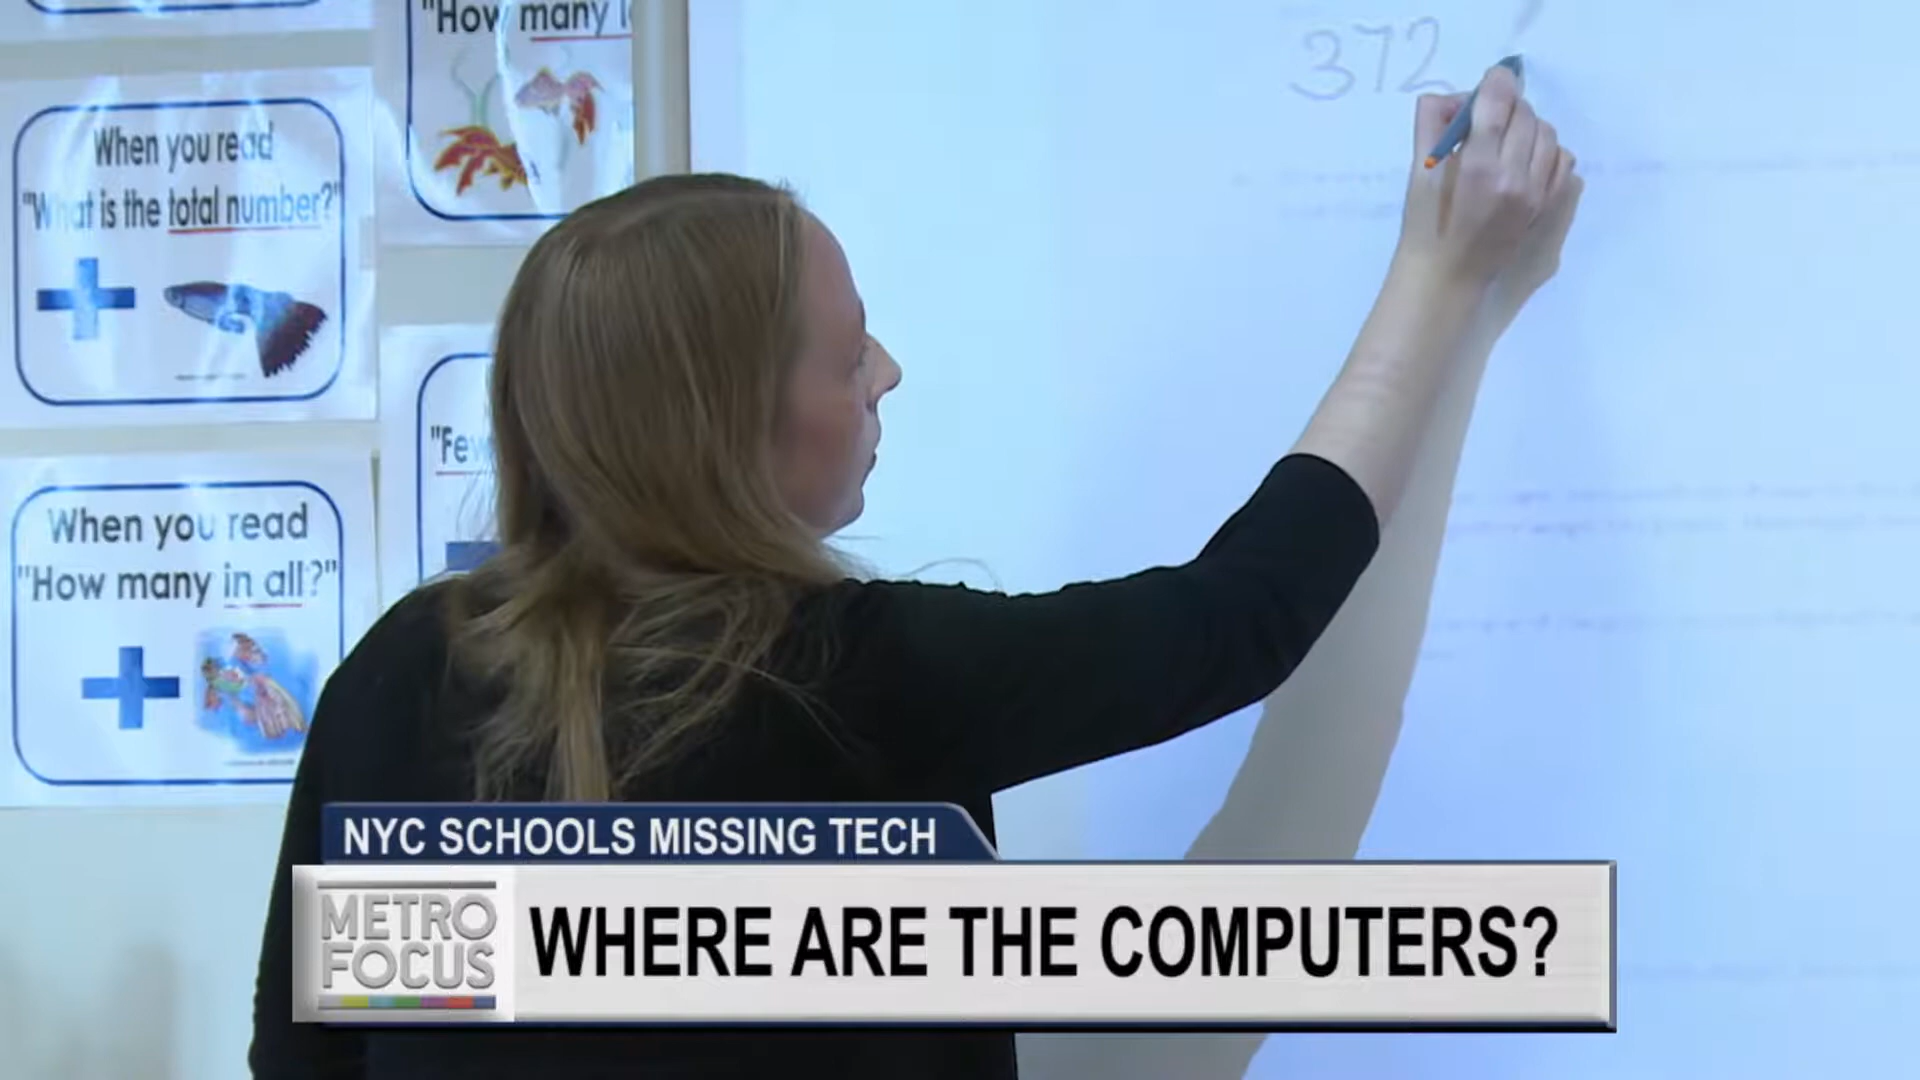 "How many
372
When you read
"What is the total number?"
"Few
When you read
"How many in all?"
NYC SCHOOLS MISSING TECH
METRO
FOCUS
WHERE ARE THE COMPUTERS?